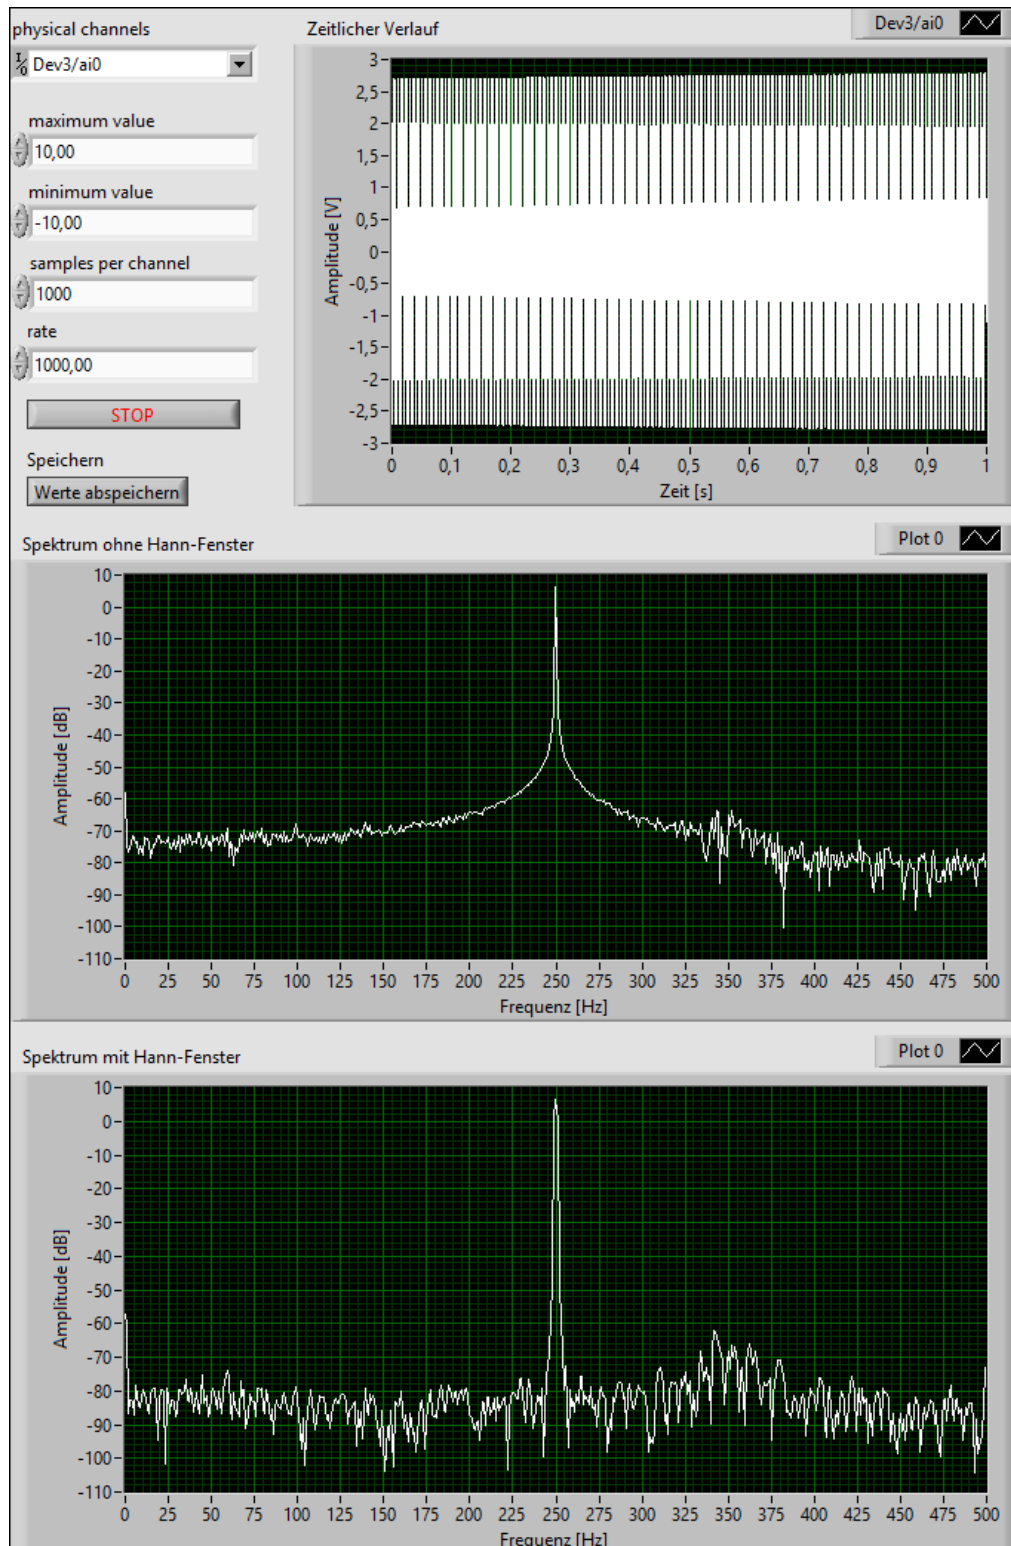 physical channels
I/O Dev3/ai0
maximum value
10,00
minimum value
-10,00
samples per channel
1000
rate
1000,00
STOP
Speichern
Werte abspeichern
Zeitlicher Verlauf
Dev3/ai0
Amplitude [V]
3
2,5
2
1,5
1
0,5
0
-0,5
-1
-1,5
-2
-2,5
-3
0 0,1 0,2 0,3 0,4 0,5 0,6 0,7 0,8 0,9 1
Zeit [s]
Spektrum ohne Hann-Fenster
Plot 0
Amplitude [dB]
10
0
-10
-20
-30
-40
-50
-60
-70
-80
-90
-100
-110
0 25 50 75 100 125 150 175 200 225 250 275 300 325 350 375 400 425 450 475 500
Frequenz [Hz]
Spektrum mit Hann-Fenster
Plot 0
Amplitude [dB]
10
0
-10
-20
-30
-40
-50
-60
-70
-80
-90
-100
-110
0 25 50 75 100 125 150 175 200 225 250 275 300 325 350 375 400 425 450 475 500
Frequenz [Hz]